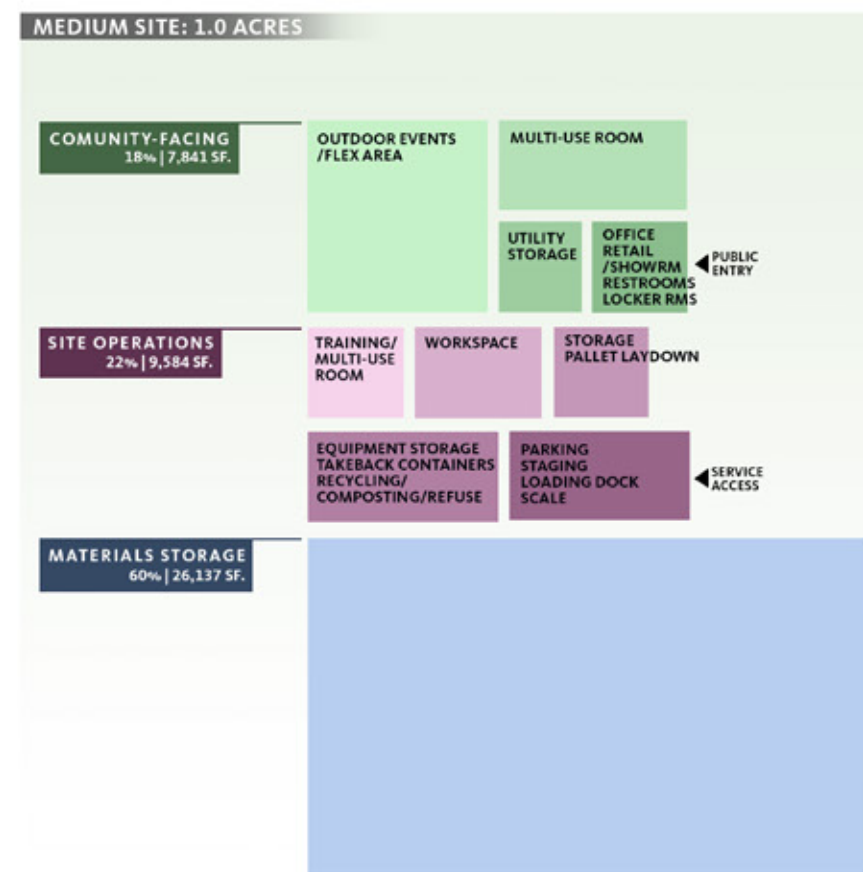 MEDIUM SITE: 1.0 ACRES
COMUNITY-FACING
18% | 7,841 SF.
OUTDOOR EVENTS
/FLEX AREA
MULTI-USE ROOM
UTILITY
STORAGE
OFFICE
RETAIL
/SHOWRM
RESTROOMS
LOCKER RMS
PUBLIC
ENTRY
SITE OPERATIONS
22% | 9,584 SF.
TRAINING/
MULTI-USE
ROOM
WORKSPACE
STORAGE
PALLET LAYDOWN
EQUIPMENT STORAGE
TAKEBACK CONTAINERS
RECYCLING/
COMPOSTING/REFUSE
PARKING
STAGING
LOADING DOCK
SCALE
SERVICE
ACCESS
MATERIALS STORAGE
60% | 26,137 SF.